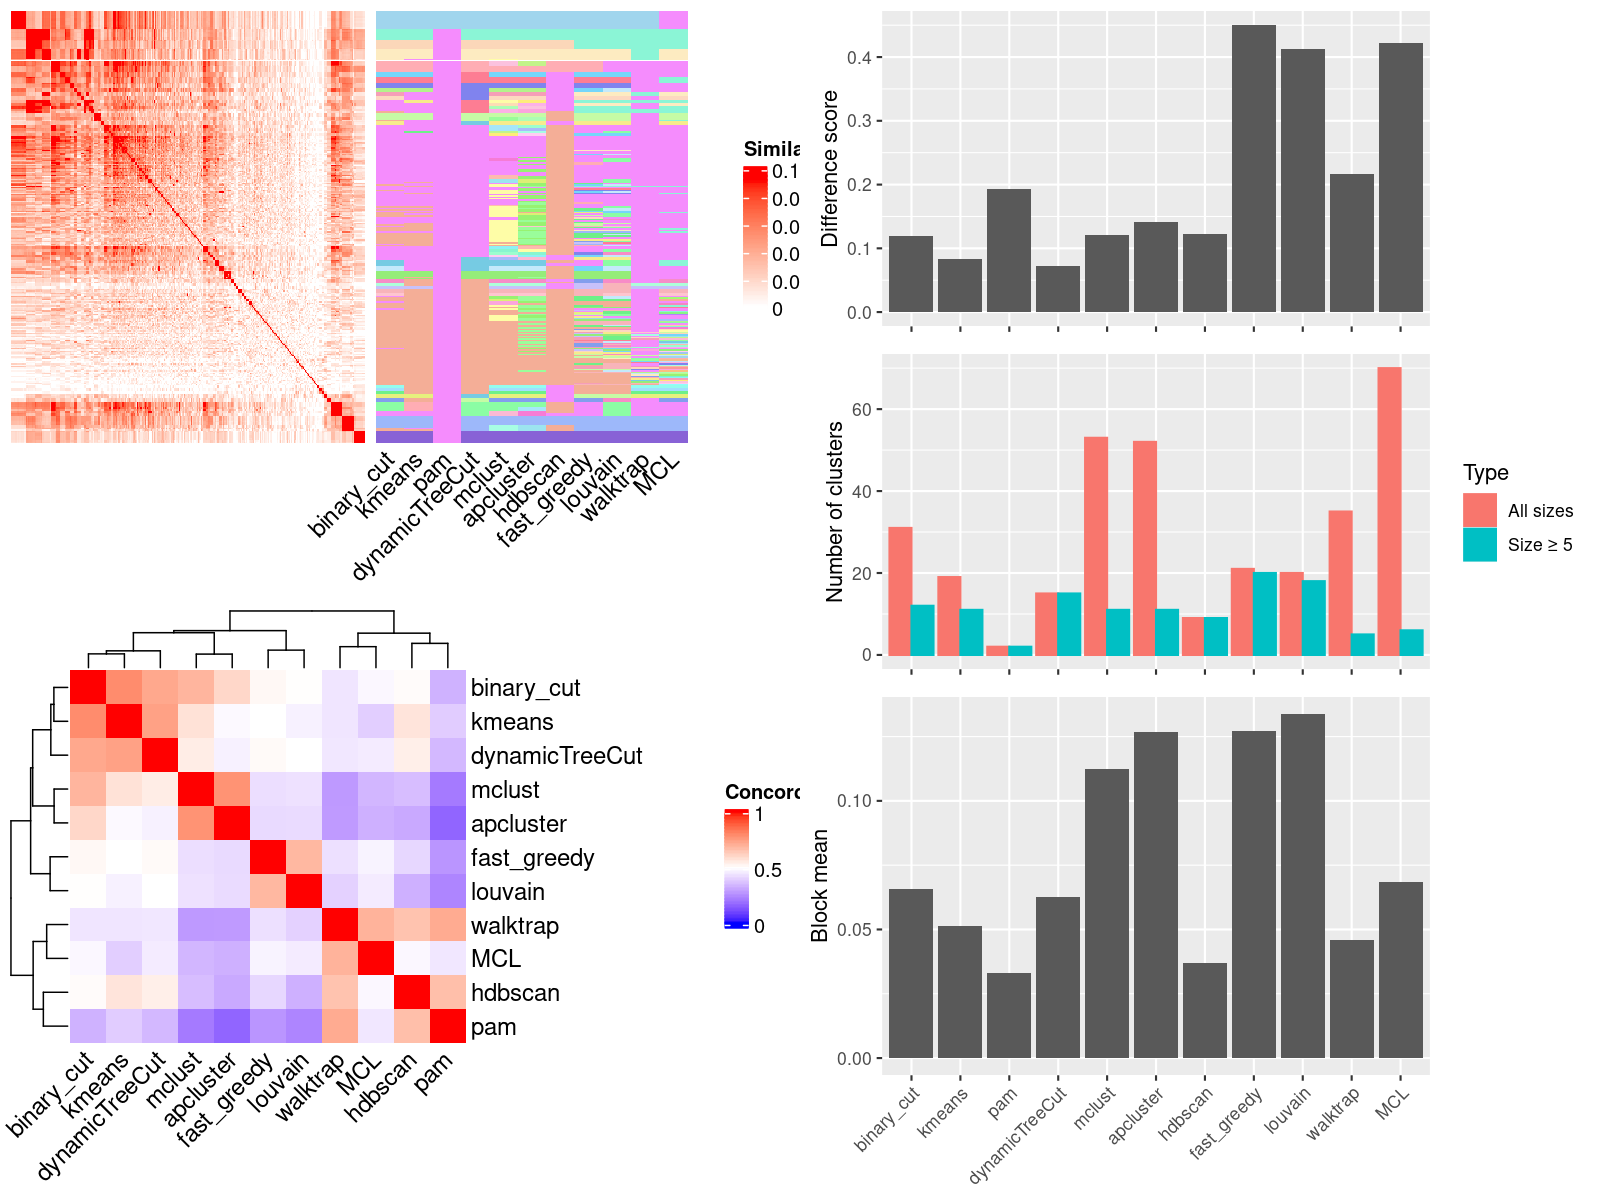 Simila
0.1
0.0
0.0
0.0
0.0
0
binary_cut
kmeans
pam
dynamicTreeCut
mclust
apcluster
hdbscan
fast_greedy
louvain
walktrap
MCL
binary_cut
kmeans
dynamicTreeCut
mclust
apcluster
fast_greedy
louvain
walktrap
MCL
hdbscan
pam
binary_cut
kmeans
dynamicTreeCut
mclust
apcluster
fast_greedy
louvain
walktrap
MCL
hdbscan
pam
Concord
1
0.5
0
Difference score
0.4
0.3
0.2
0.1
0.0
Number of clusters
60
40
20
0
Type
All sizes
Size ≥ 5
Block mean
0.10
0.05
0.00
binary_cut
kmeans
pam
dynamicTreeCut
mclust
apcluster
hdbscan
fast_greedy
louvain
walktrap
MCL